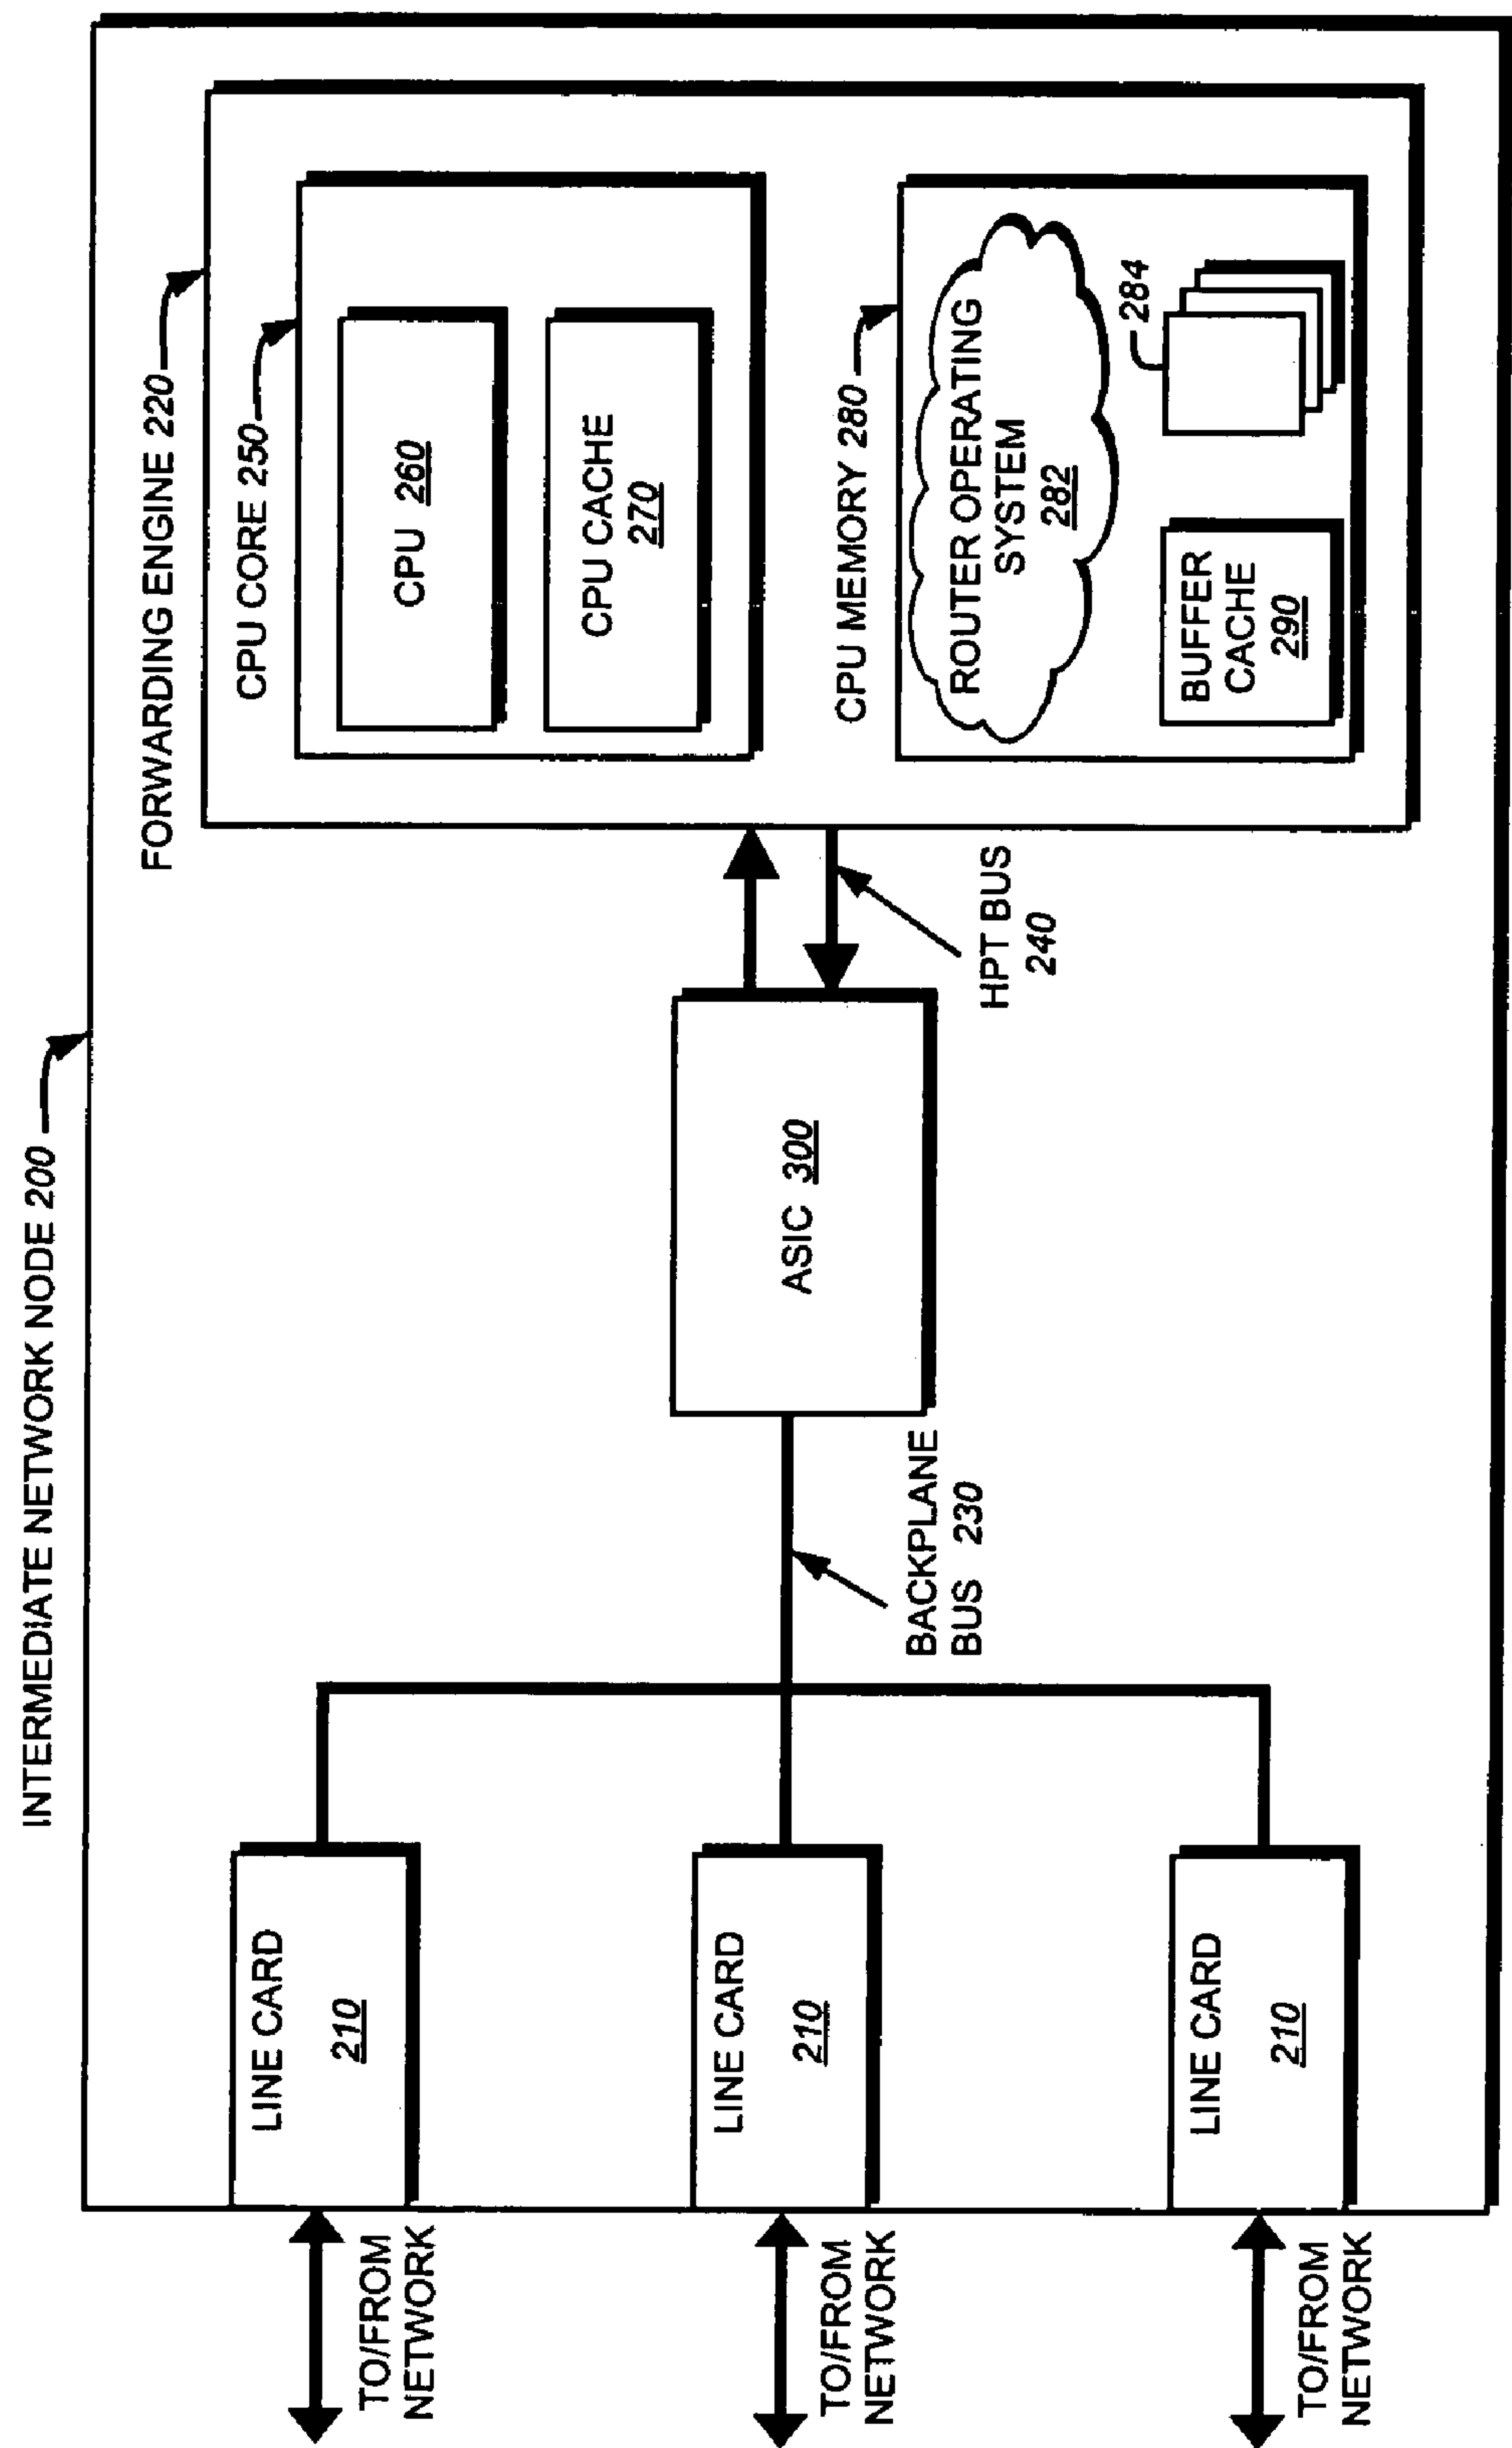 INTERMEDIATE NETWORK NODE 200
LINE CARD
210
TO/FROM
NETWORK
LINE CARD
210
TO/FROM
NETWORK
LINE CARD
210
TO/FROM
NETWORK
BACKPLANE
BUS 230
ASIC 300
HPT BUS
240
FORWARDING ENGINE 220
CPU CORE 250
CPU 260
CPU CACHE
270
CPU MEMORY 280
ROUTER OPERATING
SYSTEM
282
BUFFER
CACHE
290
284